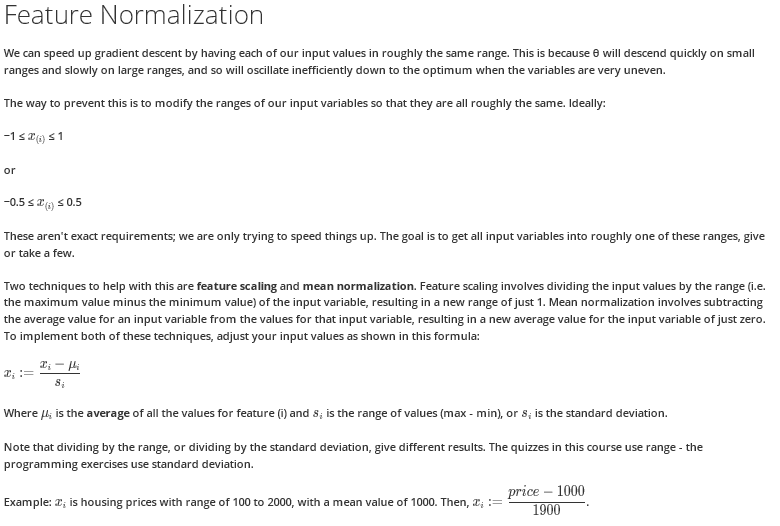 Feature Normalization
We can speed up gradient descent by having each of our input values in roughly the same range. This is because θ will descend quickly on small
ranges and slowly on large ranges, and so will oscillate inefficiently down to the optimum when the variables are very uneven.
The way to prevent this is to modify the ranges of our input variables so that they are all roughly the same. Ideally:
−1 ≤ x(i) ≤ 1
or
−0.5 ≤ x(i) ≤ 0.5
These aren't exact requirements; we are only trying to speed things up. The goal is to get all input variables into roughly one of these ranges, give
or take a few.
Two techniques to help with this are feature scaling and mean normalization. Feature scaling involves dividing the input values by the range (i.e.
the maximum value minus the minimum value) of the input variable, resulting in a new range of just 1. Mean normalization involves subtracting
the average value for an input variable from the values for that input variable, resulting in a new average value for the input variable of just zero.
To implement both of these techniques, adjust your input values as shown in this formula:
xi := (xi − μi) / si
Where μi is the average of all the values for feature (i) and si is the range of values (max - min), or si is the standard deviation.
Note that dividing by the range, or dividing by the standard deviation, give different results. The quizzes in this course use range - the
programming exercises use standard deviation.
Example: xi is housing prices with range of 100 to 2000, with a mean value of 1000. Then, xi := (price − 1000) / 1900.